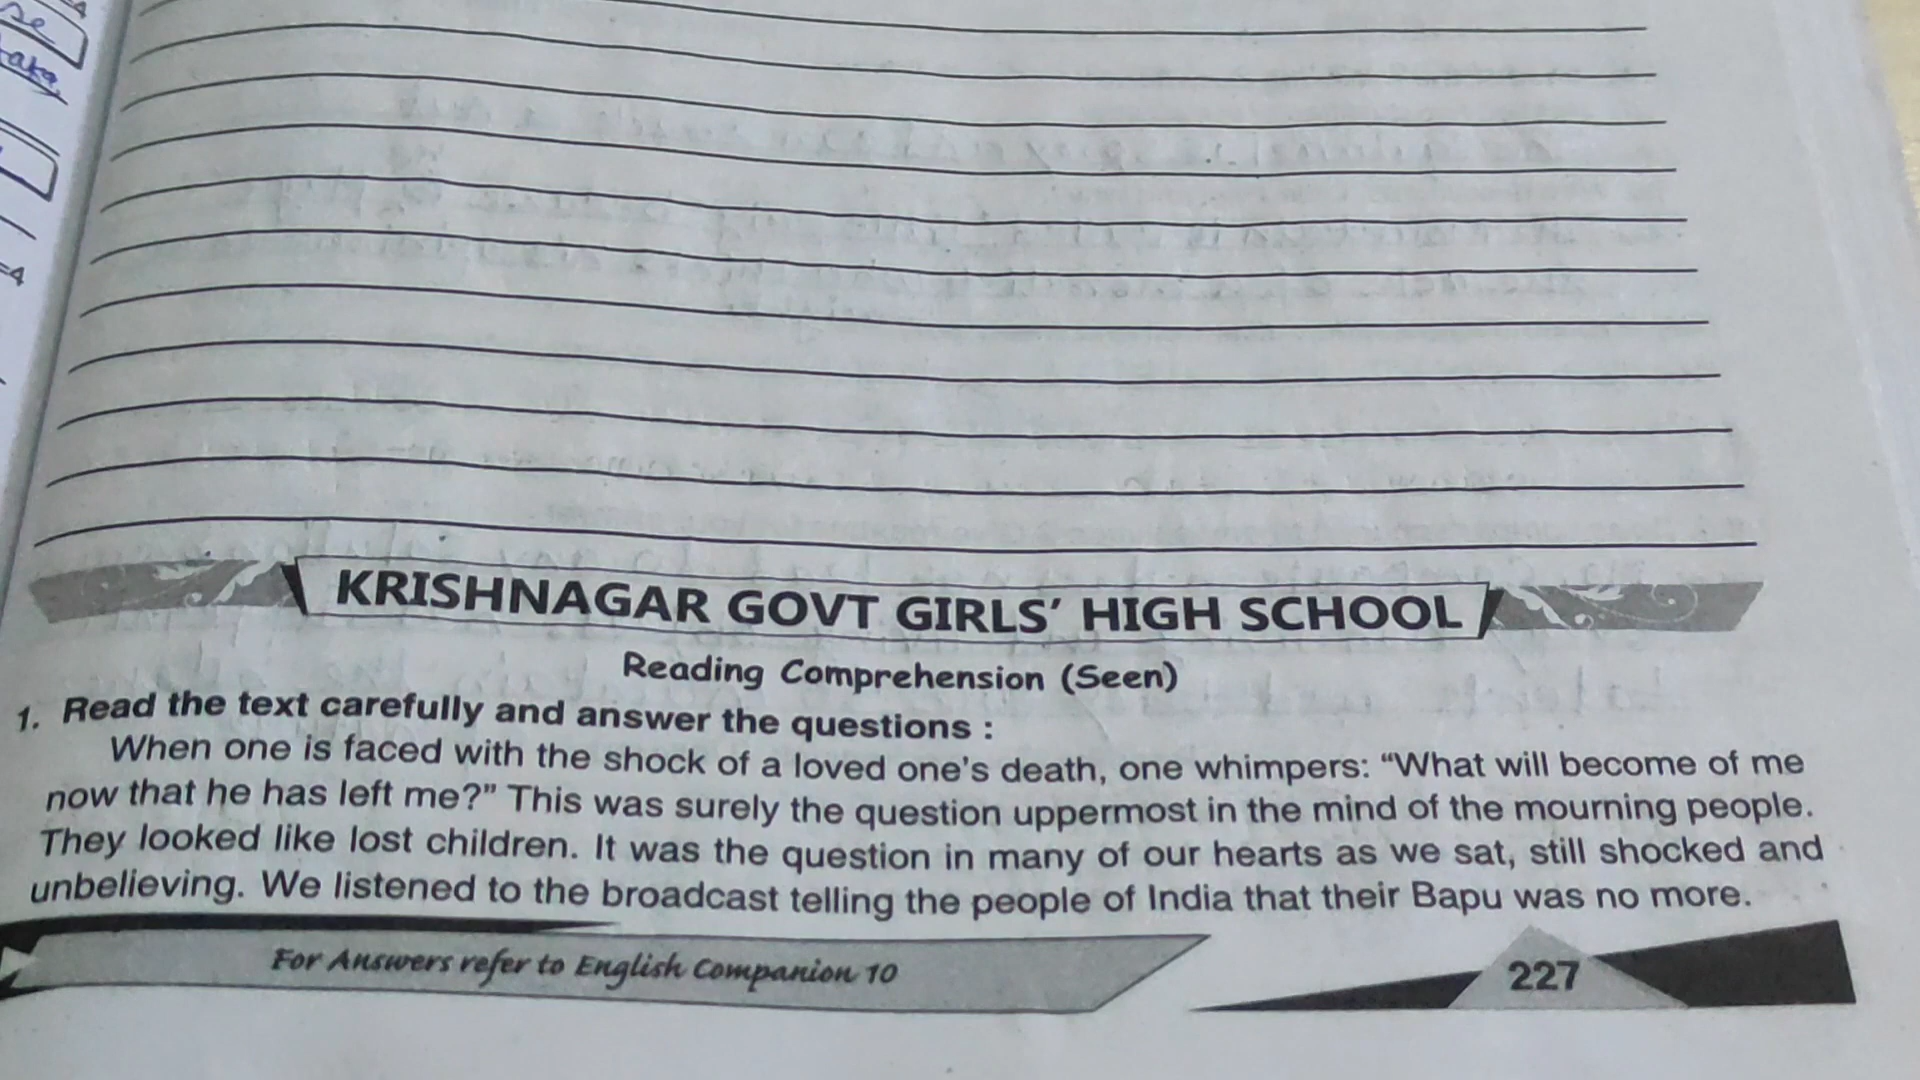 se
taka
=4
KRISHNAGAR GOVT GIRLS' HIGH SCHOOL
Reading Comprehension (Seen)
1. Read the text carefully and answer the questions :
When one is faced with the shock of a loved one's death, one whimpers: “What will become of me
now that he has left me?” This was surely the question uppermost in the mind of the mourning people.
They looked like lost children. It was the question in many of our hearts as we sat, still shocked and
unbelieving. We listened to the broadcast telling the people of India that their Bapu was no more.
For Answers refer to English Companion 10
227